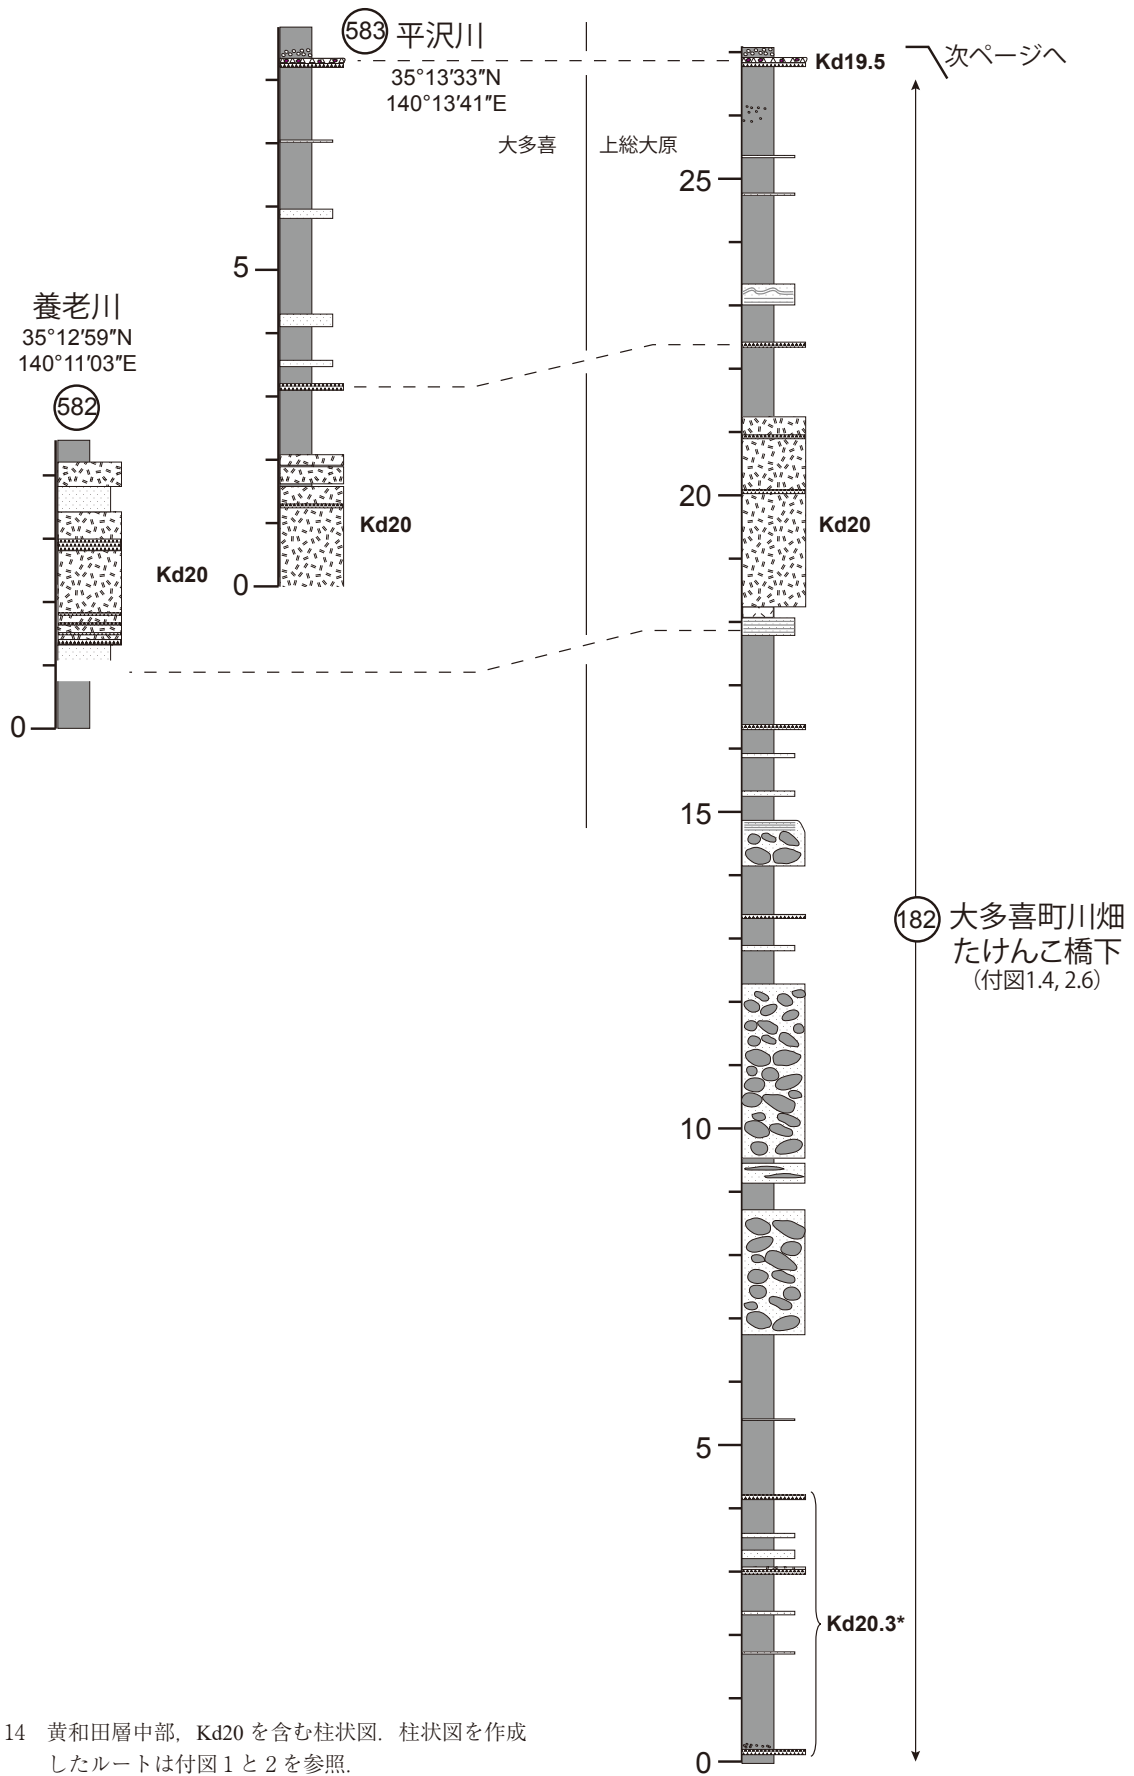 583 平沢川
35°13′33″N
140°13′41″E
Kd19.5
次ページへ
大多喜
上総大原
25
5
養老川
35°12′59″N
140°11′03″E
582
20
Kd20
Kd20
Kd20
0
0
15
182 大多喜町川畑
たけんこ橋下
（付図1.4, 2.6）
10
5
Kd20.3*
0
14 黄和田層中部，Kd20 を含む柱状図．柱状図を作成
したルートは付図 1 と 2 を参照．